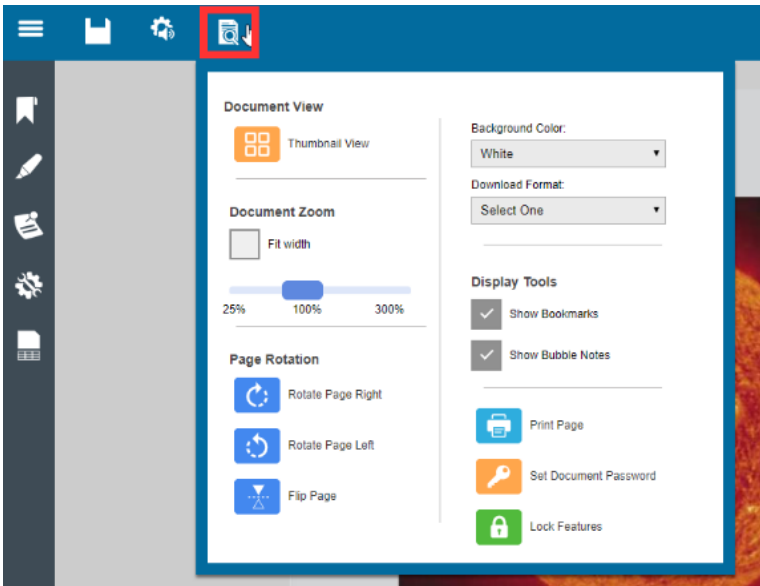 Document View
Thumbnail View
Document Zoom
Fit width
25% 100% 300%
Page Rotation
Rotate Page Right
Rotate Page Left
Flip Page
Background Color:
White
Download Format:
Select One
Display Tools
Show Bookmarks
Show Bubble Notes
Print Page
Set Document Password
Lock Features